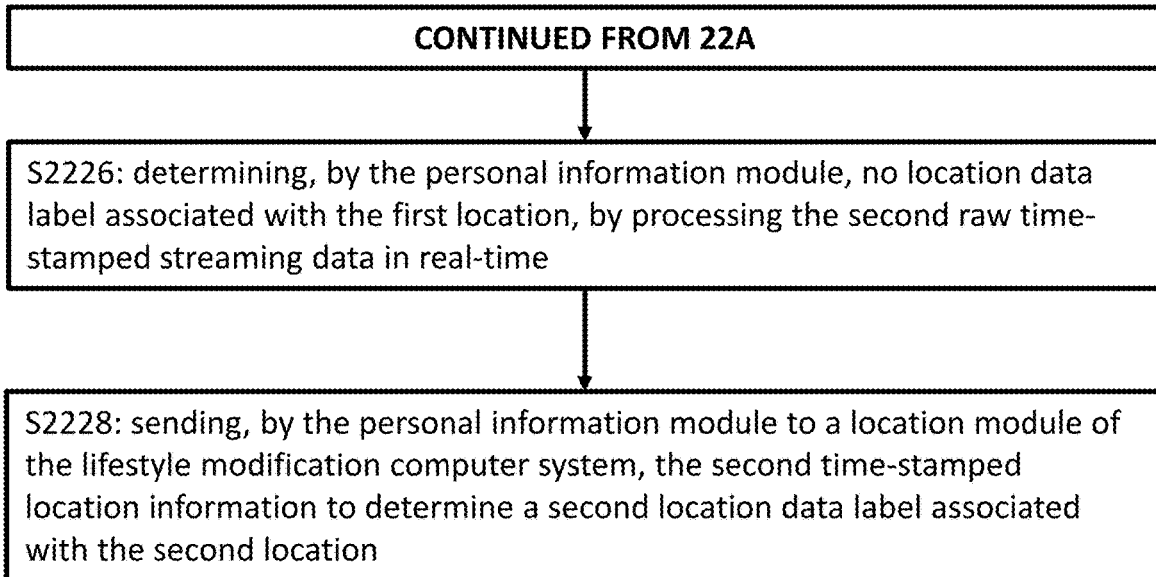 CONTINUED FROM 22A
S2226: determining, by the personal information module, no location data
label associated with the first location, by processing the second raw time-
stamped streaming data in real-time
S2228: sending, by the personal information module to a location module of
the lifestyle modification computer system, the second time-stamped
location information to determine a second location data label associated
with the second location